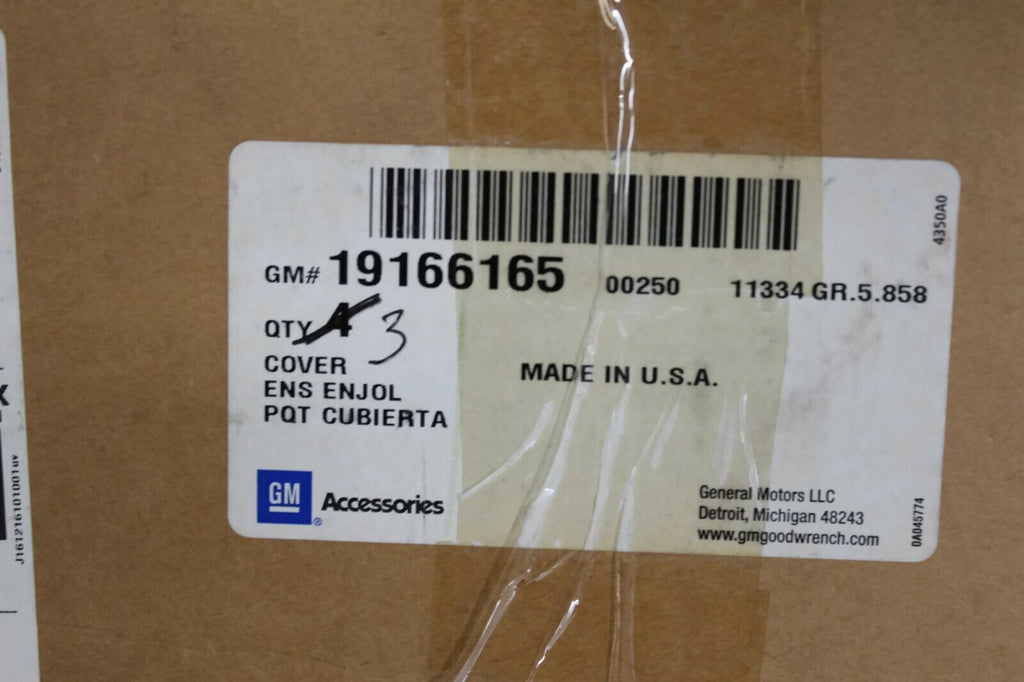 4350A0
GM# 19166165 00250 11334 GR.5.858
QTY 4 3
COVER
ENS ENJOL
PQT CUBIERTA
MADE IN U.S.A.
GM® Accessories
General Motors LLC
Detroit, Michigan 48243
www.gmgoodwrench.com
0A045774